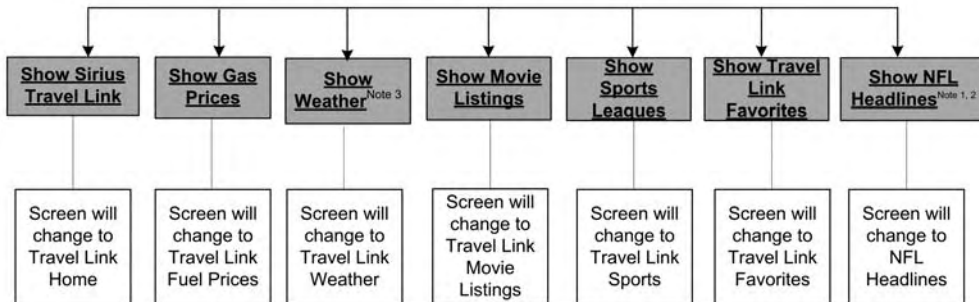 Show Sirius
Travel Link
Show Gas
Prices
Show
Weather Note 3
Show Movie
Listings
Show
Sports
Leagues
Show Travel
Link
Favorites
Show NFL
Headlines Note 1, 2
Screen will
change to
Travel Link
Home
Screen will
change to
Travel Link
Fuel Prices
Screen will
change to
Travel Link
Weather
Screen will
change to
Travel Link
Movie
Listings
Screen will
change to
Travel Link
Sports
Screen will
change to
Travel Link
Favorites
Screen will
change to
NFL
Headlines